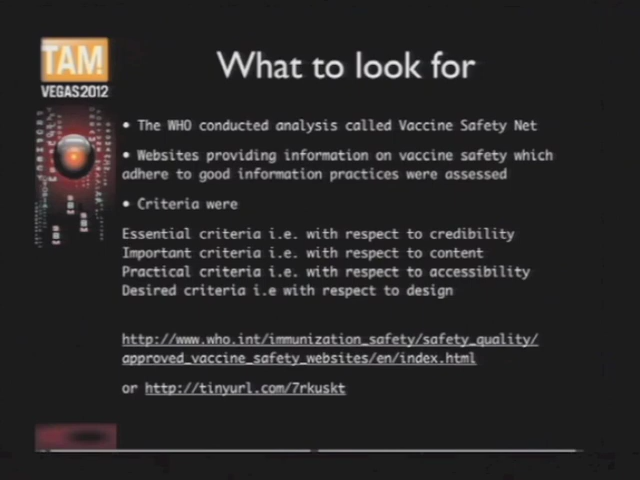 TAM!
VEGAS2012
What to look for
• The WHO conducted analysis called Vaccine Safety Net
• Websites providing information on vaccine safety which
adhere to good information practices were assessed
• Criteria were
Essential criteria i.e. with respect to credibility
Important criteria i.e. with respect to content
Practical criteria i.e. with respect to accessibility
Desired criteria i.e with respect to design
http://www.who.int/immunization_safety/safety_quality/
approved_vaccine_safety_websites/en/index.html
or http://tinyurl.com/7rkuskt